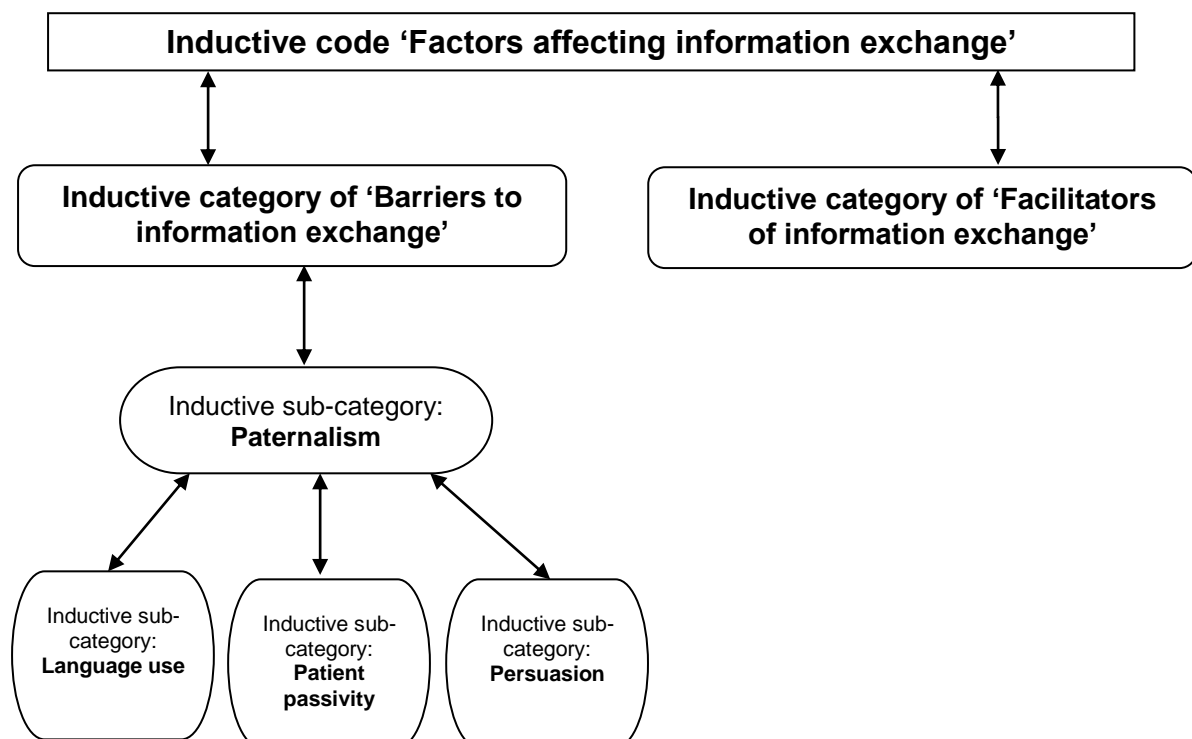 Inductive code ‘Factors affecting information exchange’
Inductive category of ‘Barriers to
information exchange’
Inductive category of ‘Facilitators
of information exchange’
Inductive sub-category:
Paternalism
Inductive sub-
category:
Language use
Inductive sub-
category:
Patient
passivity
Inductive sub-
category:
Persuasion